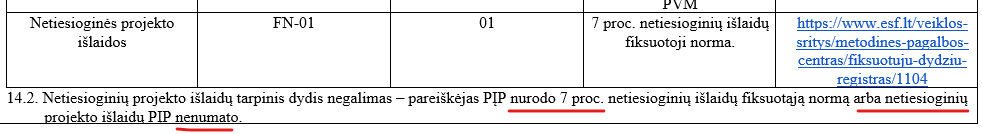 PVM
Netiesioginės projekto
išlaidos
FN-01
01
7 proc. netiesioginių išlaidų
fiksuotoji norma.
https://www.esf.lt/veiklos-
sritys/metodines-pagalbos-
centras/fiksuotuju-dydziu-
registras/1104
14.2. Netiesioginių projekto išlaidų tarpinis dydis negalimas – pareiškėjas PĮP nurodo 7 proc. netiesioginių išlaidų fiksuotąją normą arba netiesioginių
projekto išlaidų PĮP nenumato.